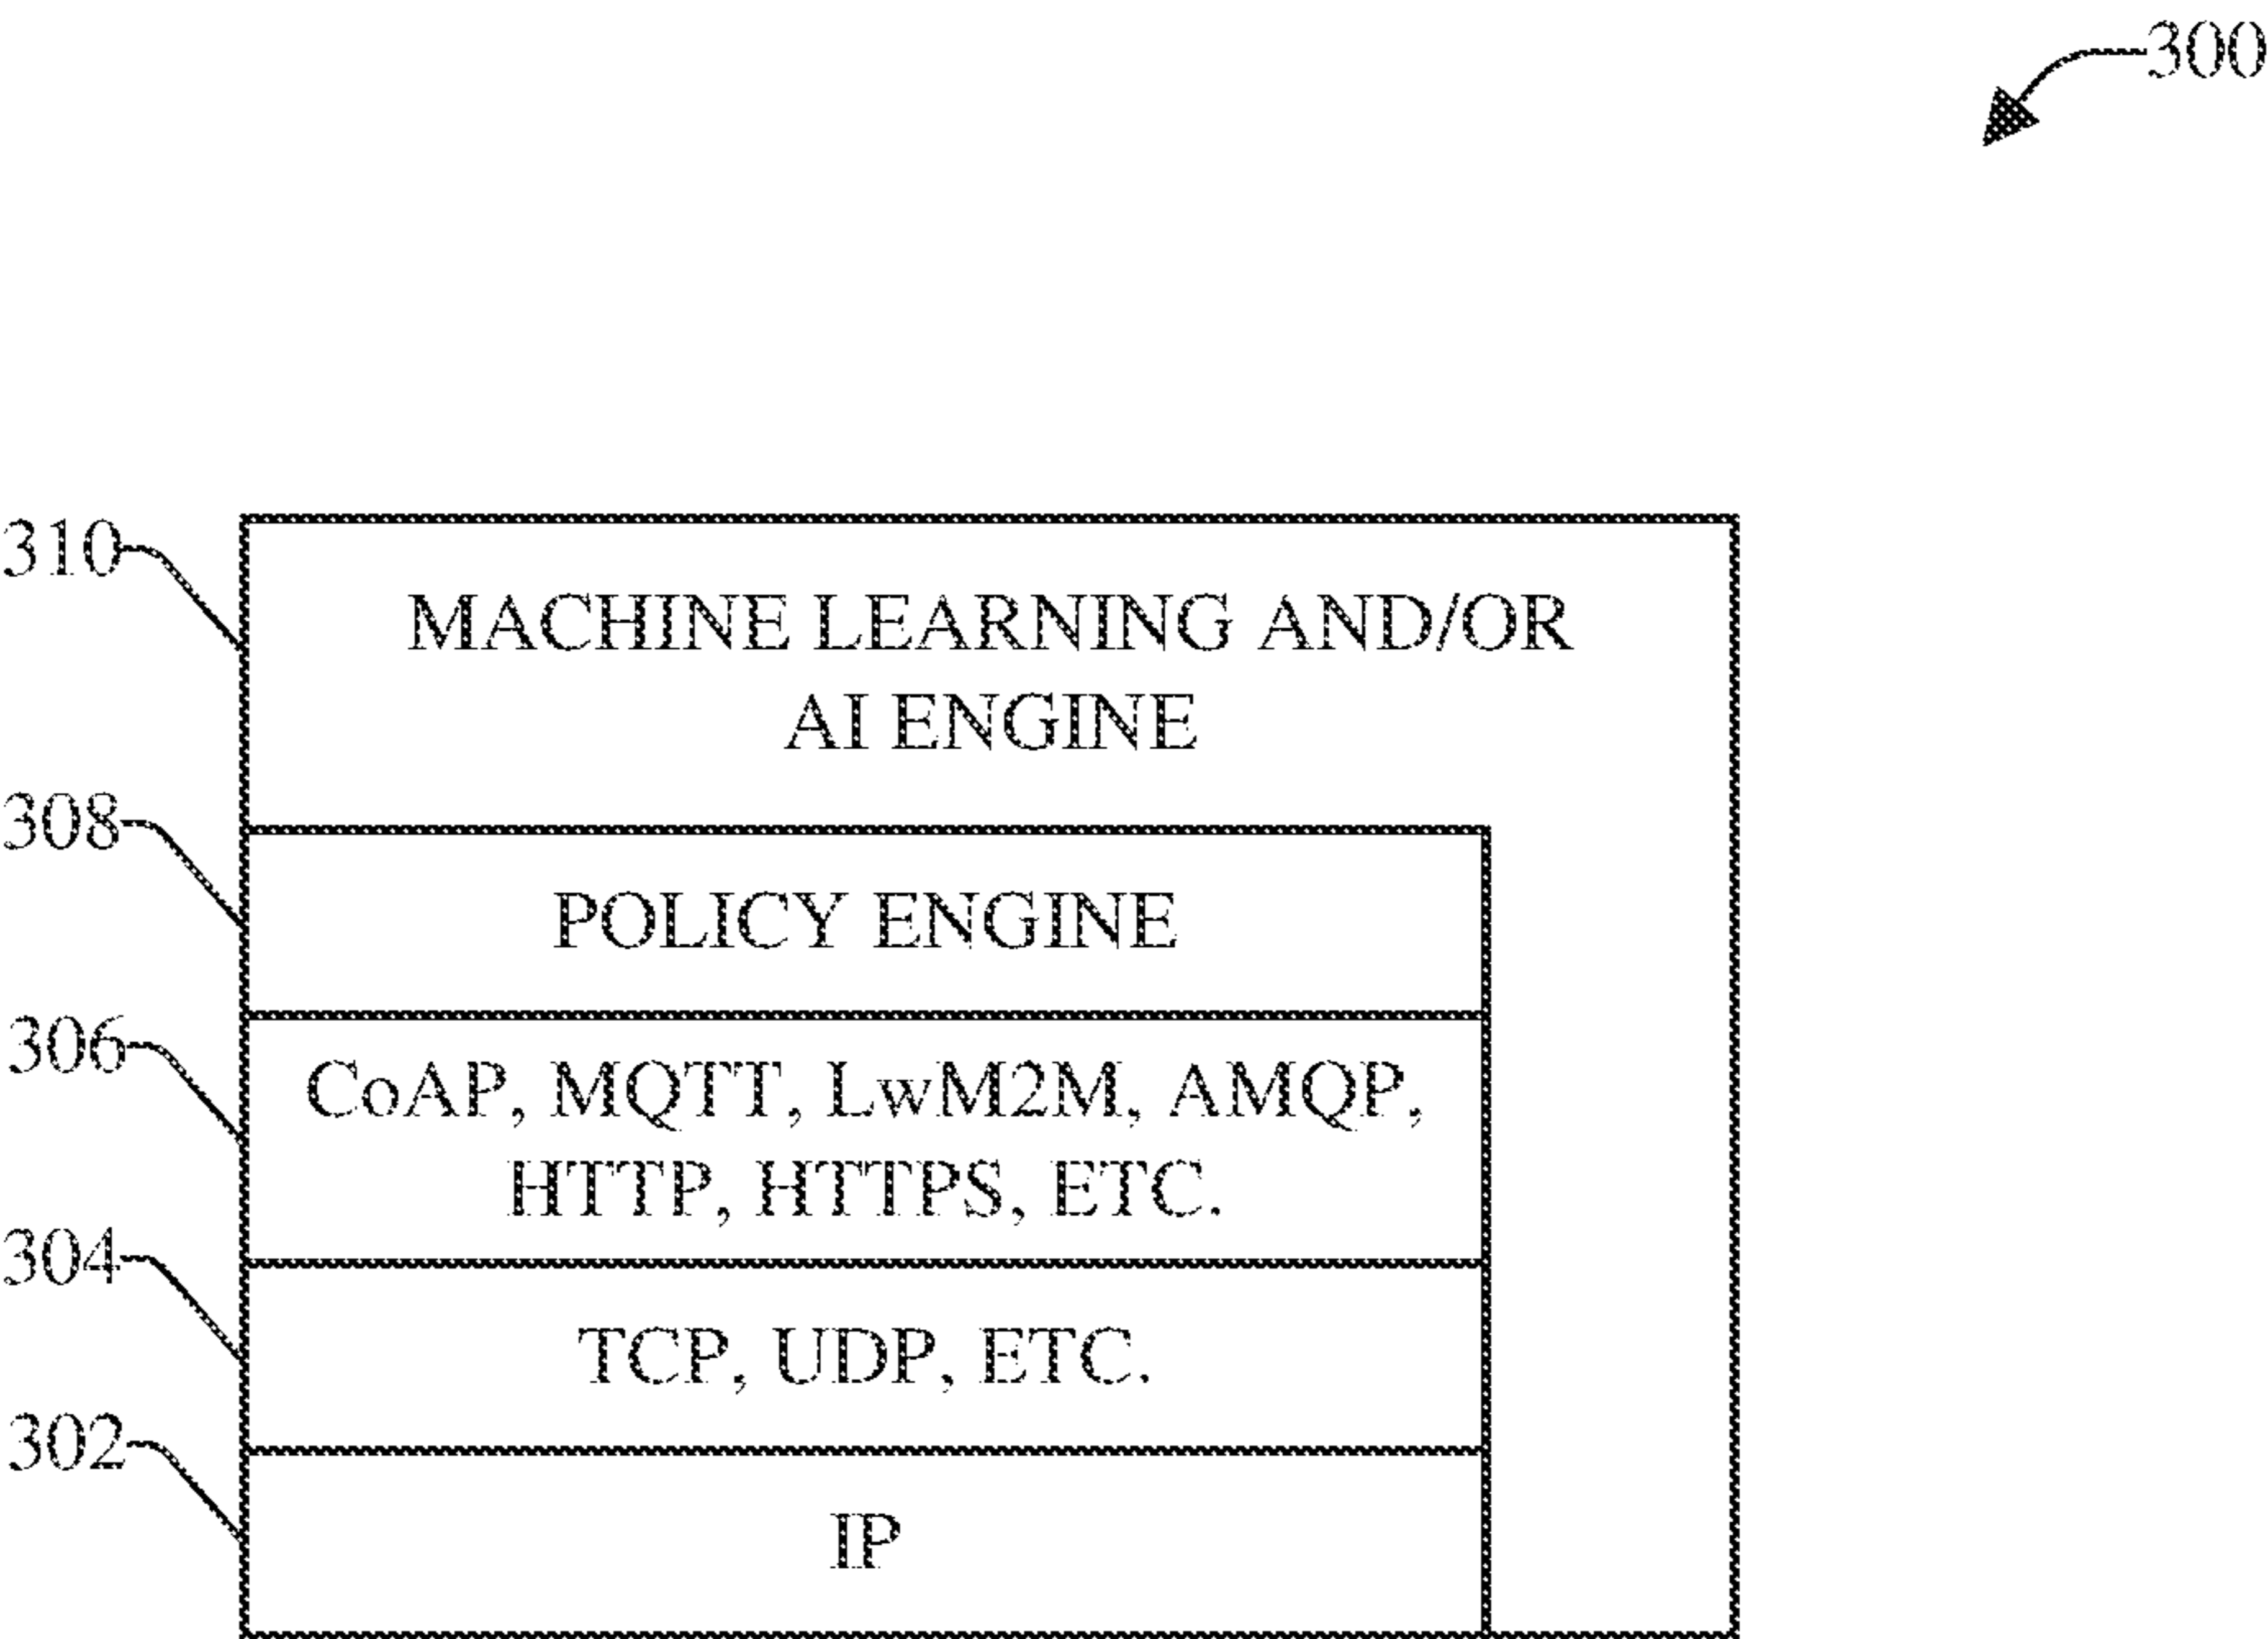 300
310
MACHINE LEARNING AND/OR
AI ENGINE
308
POLICY ENGINE
306
CoAP, MQTT, LwM2M, AMQP,
HTTP, HTTPS, ETC.
304
TCP, UDP, ETC.
302
IP